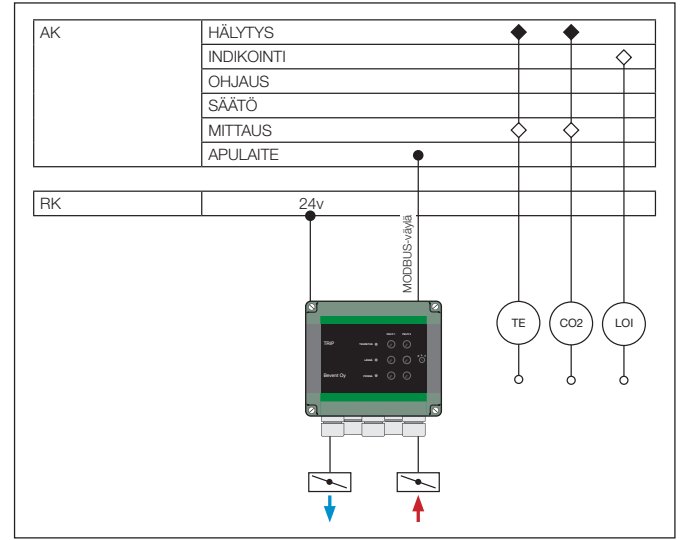 AK HÄLYTYS
INDIKOINTI
OHJAUS
SÄÄTÖ
MITTAUS
APULAITE
RK 24v
MODBUS-väylä
TE CO2 LOI
TRIP
Bevent Oy